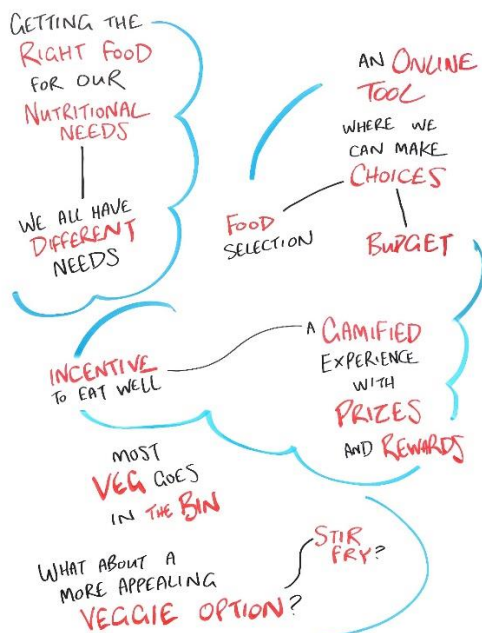 GETTING THE
RIGHT FOOD
FOR OUR
NUTRITIONAL
NEEDS
WE ALL HAVE
DIFFERENT
NEEDS
AN ONLINE
TOOL
WHERE WE
CAN MAKE
CHOICES
FOOD
SELECTION
BUDGET
INCENTIVE
TO EAT WELL
A GAMIFIED
EXPERIENCE
WITH
PRIZES
AND REWARDS
MOST
VEG GOES
IN THE BIN
WHAT ABOUT A
MORE APPEALING
VEGGIE OPTION?
STIR
FRY?